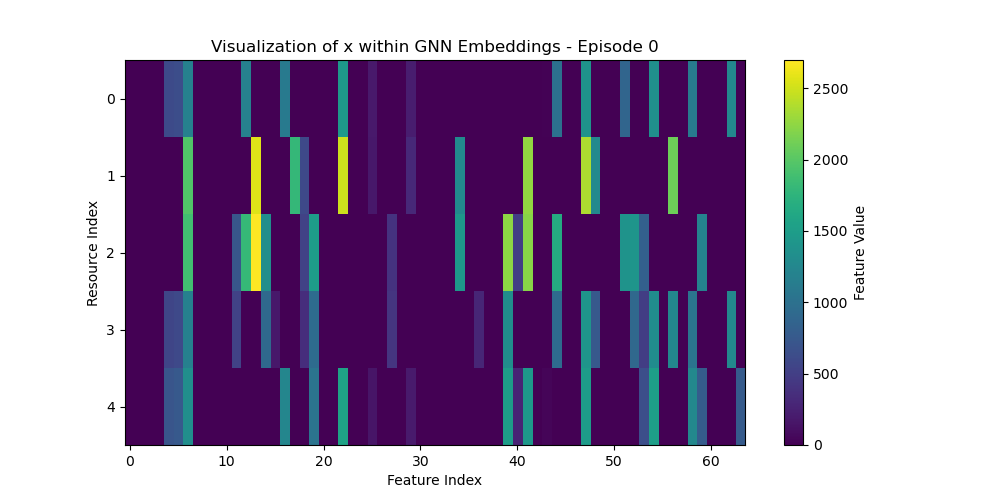 Visualization of x within GNN Embeddings - Episode 0
Resource Index
0
1
2
3
4
0 10 20 30 40 50 60
Feature Index
2500
2000
1500
1000
500
0
Feature Value